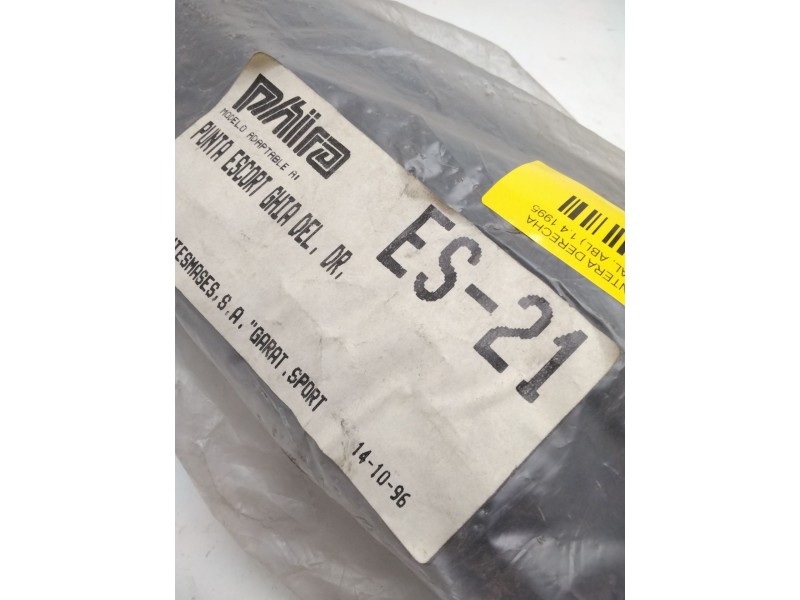 Phira
MODELO ADAPTABLE A:
PUNTA ESCORT GHIA DEL. DR.
ES-21
TESMASES,S.A. "GARAT.SPORT
14-10-96
NTERA DERECHA
AL, ABL) 1 4 1995